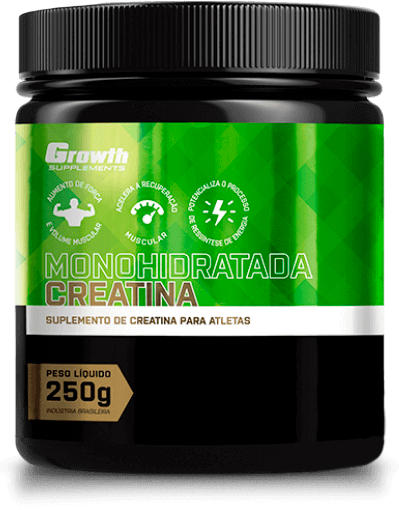 Growth
SUPPLEMENTS
AUMENTO DE FORÇA
E VOLUME MUSCULAR
ACELERA A RECUPERAÇÃO
MUSCULAR
POTENCIALIZA O PROCESSO
DE RESSÍNTESE DE ENERGIA
MONOHIDRATADA
CREATINA
SUPLEMENTO DE CREATINA PARA ATLETAS
PESO LÍQUIDO
250g
INDÚSTRIA BRASILEIRA